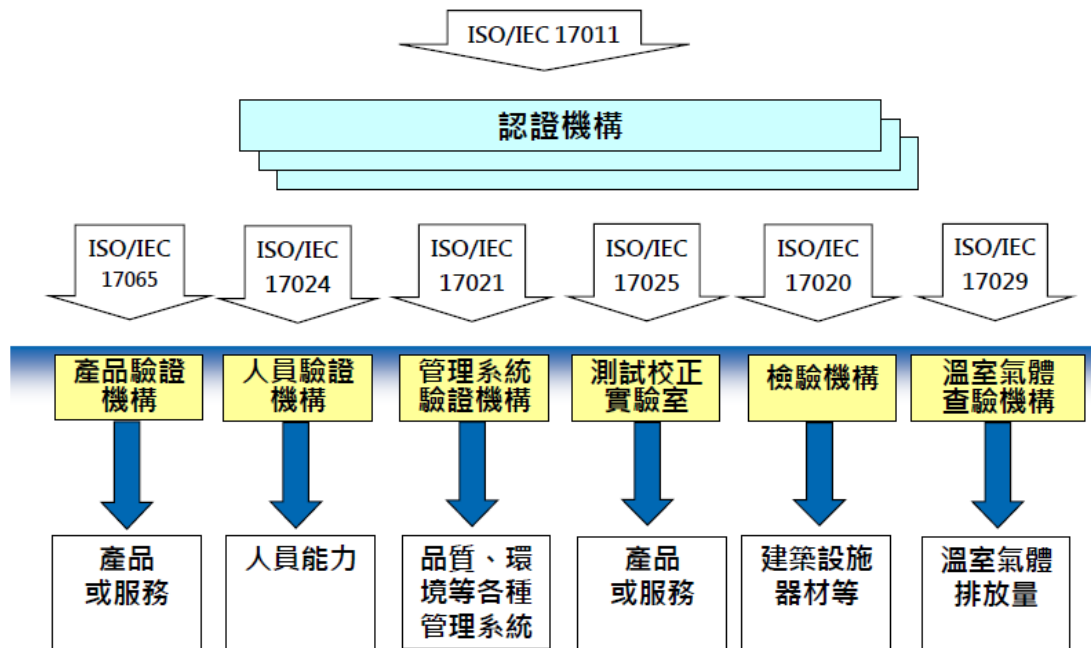 ISO/IEC 17011
認證機構
ISO/IEC
17065
ISO/IEC
17024
ISO/IEC
17021
ISO/IEC
17025
ISO/IEC
17020
ISO/IEC
17029
產品驗證
機構
人員驗證
機構
管理系統
驗證機構
測試校正
實驗室
檢驗機構
溫室氣體
查驗機構
產品
或服務
人員能力
品質、環
境等各種
管理系統
產品
或服務
建築設施
器材等
溫室氣體
排放量